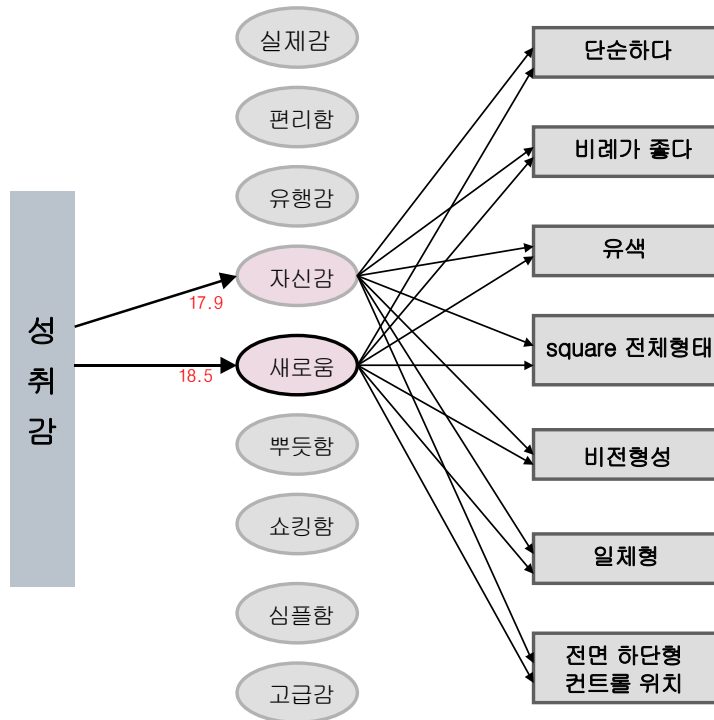 성
취
감
17.9
18.5
실제감
편리함
유행감
자신감
새로움
뿌듯함
쇼킹함
심플함
고급감
단순하다
비례가 좋다
유색
square 전체형태
비전형성
일체형
전면 하단형
컨트롤 위치